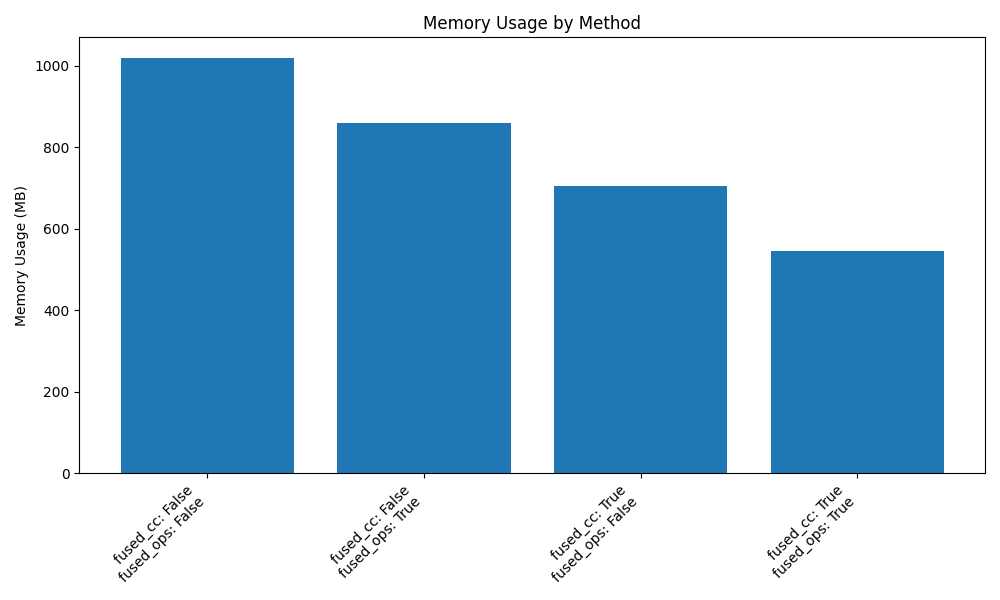 Memory Usage by Method
Memory Usage (MB)
1000
800
600
400
200
0
fused_cc: False
fused_ops: False
fused_cc: False
fused_ops: True
fused_cc: True
fused_ops: False
fused_cc: True
fused_ops: True